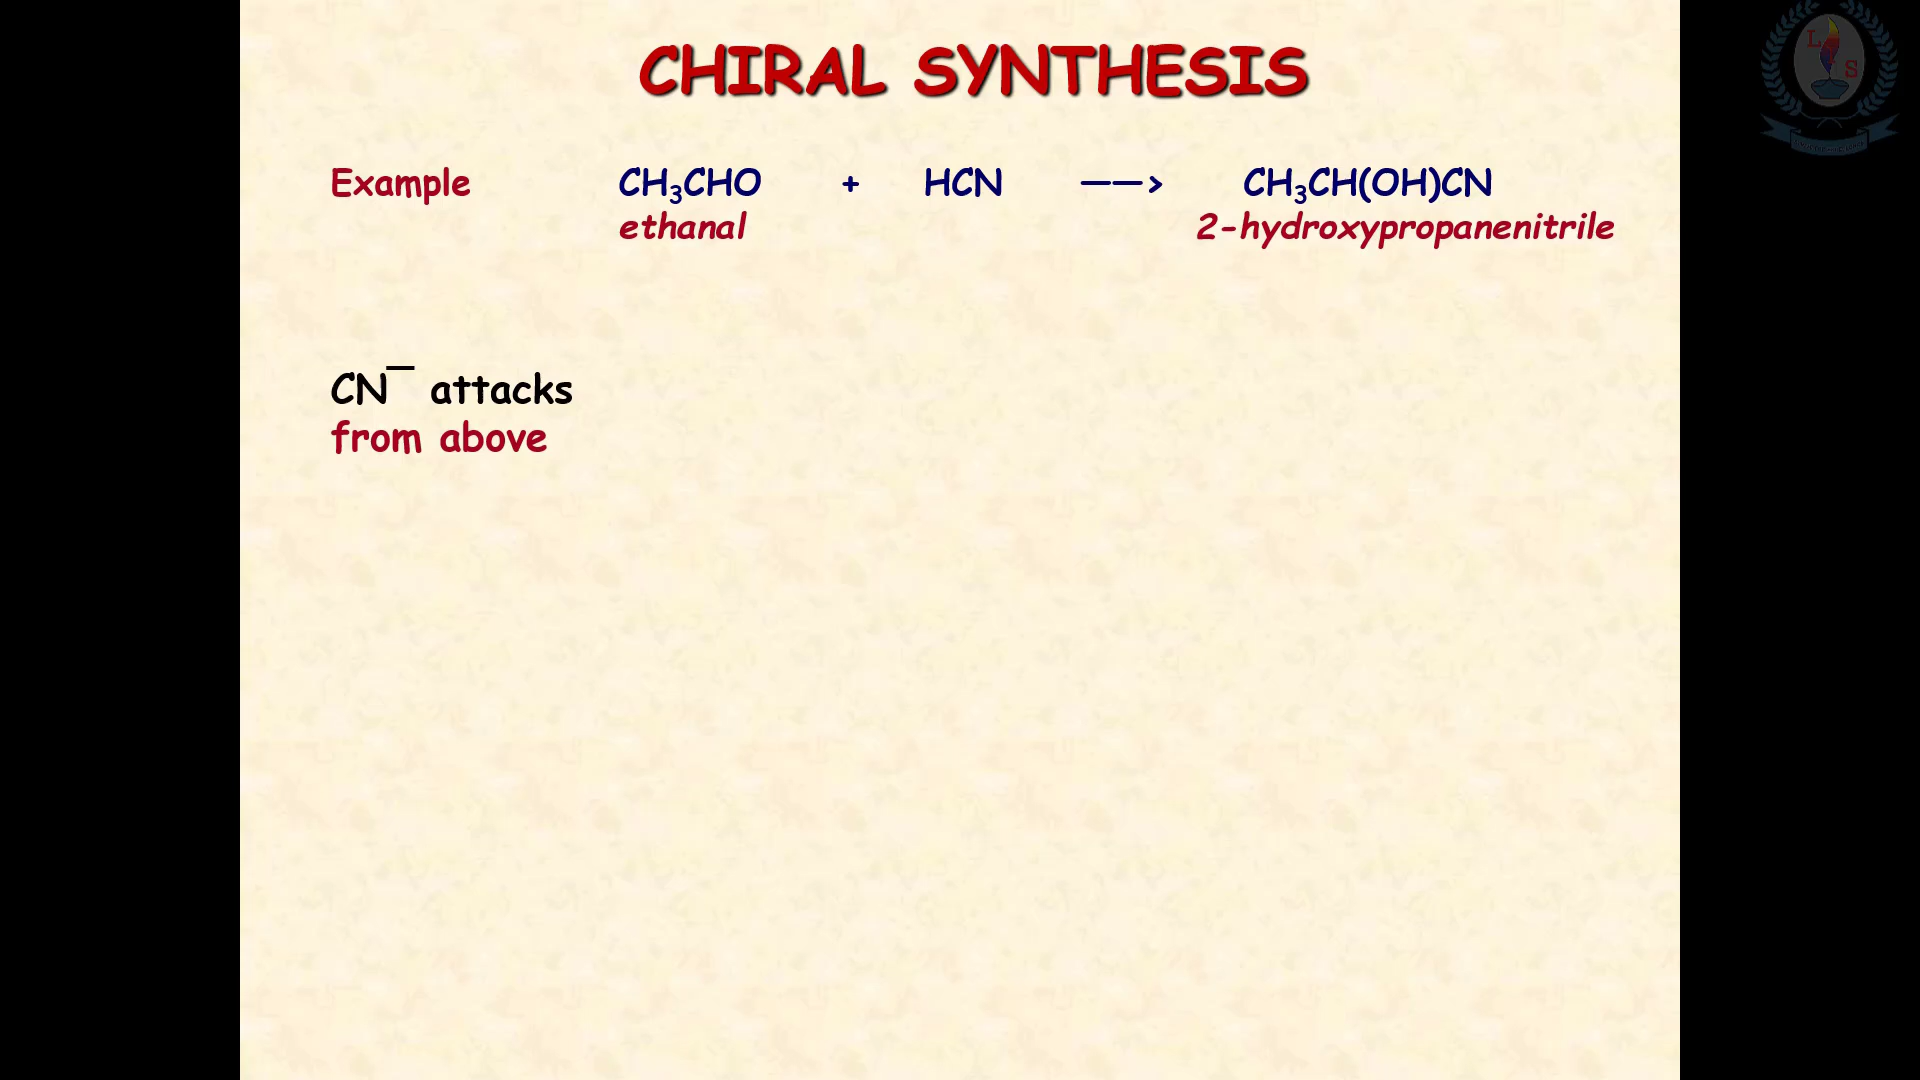 CHIRAL SYNTHESIS
Example CH₃CHO + HCN ——> CH₃CH(OH)CN
ethanal 2-hydroxypropanenitrile
CN¯ attacks
from above
L S